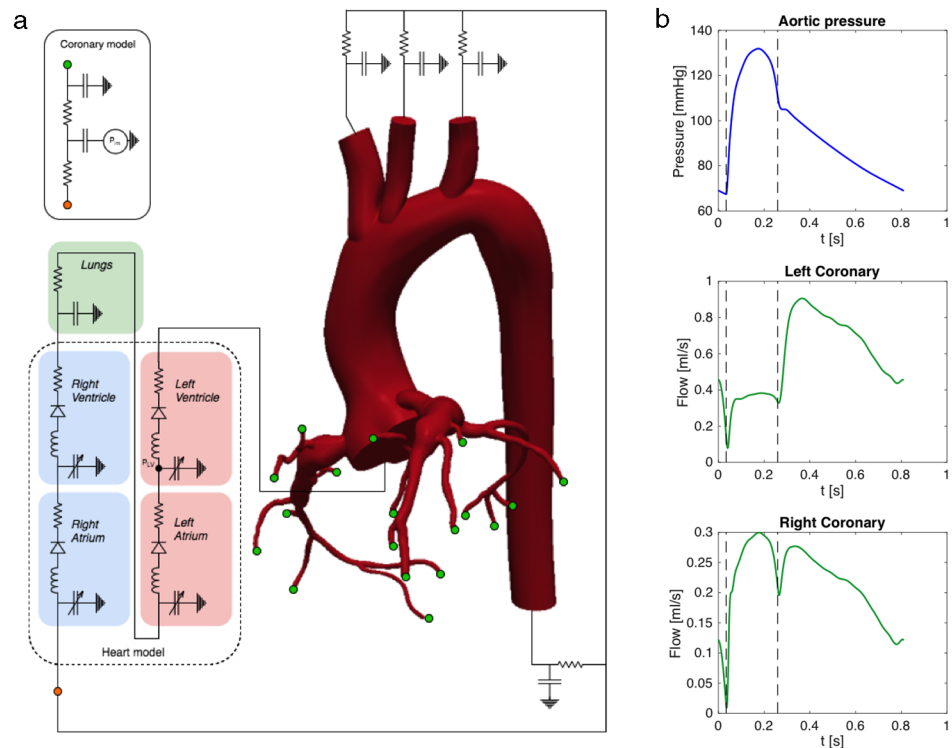 a
Coronary model
P_im
Lungs
Right
Ventricle
Left
Ventricle
P_LV
Right
Atrium
Left
Atrium
Heart model
b
Aortic pressure
Pressure [mmHg]
140
120
100
80
60
0
0.2
0.4
0.6
0.8
1
t [s]
Left Coronary
Flow [ml/s]
1
0.8
0.6
0.4
0.2
0
0
0.2
0.4
0.6
0.8
1
t [s]
Right Coronary
Flow [ml/s]
0.3
0.25
0.2
0.15
0.1
0.05
0
0
0.2
0.4
0.6
0.8
1
t [s]